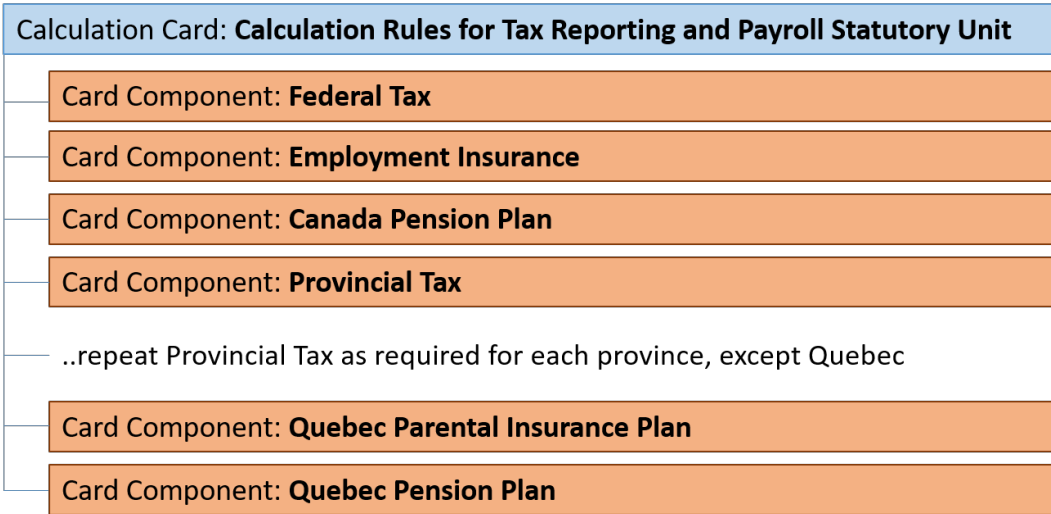 Calculation Card: Calculation Rules for Tax Reporting and Payroll Statutory Unit
Card Component: Federal Tax
Card Component: Employment Insurance
Card Component: Canada Pension Plan
Card Component: Provincial Tax
..repeat Provincial Tax as required for each province, except Quebec
Card Component: Quebec Parental Insurance Plan
Card Component: Quebec Pension Plan